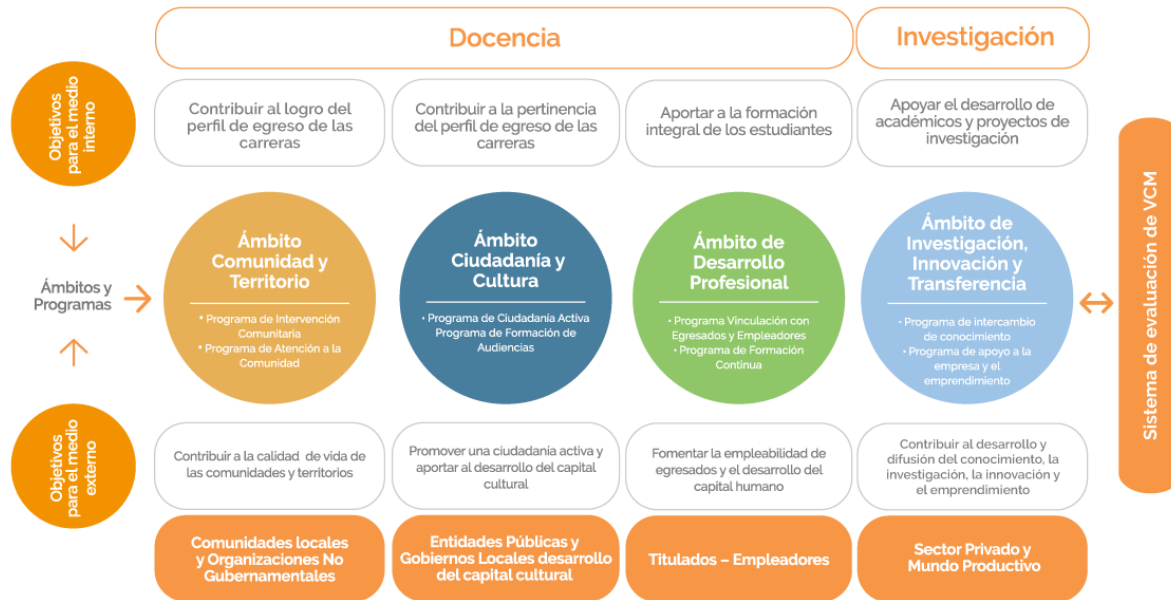 Docencia
Investigación
Objetivos
para el medio
interno
Contribuir al logro del
perfil de egreso de las
carreras
Contribuir a la pertinencia
del perfil de egreso de las
carreras
Aportar a la formación
integral de los estudiantes
Apoyar el desarrollo de
académicos y proyectos de
investigación
Ámbitos y
Programas
Ámbito
Comunidad y
Territorio
* Programa de Intervención
Comunitaria
* Programa de Atención a la
Comunidad
Ámbito
Ciudadanía y
Cultura
• Programa de Ciudadanía Activa
Programa de Formación de
Audiencias
Ámbito de
Desarrollo
Profesional
• Programa Vinculación con
Egresados y Empleadores
• Programa de Formación
Continua
Ámbito de
Investigación,
Innovación y
Transferencia
• Programa de intercambio
de conocimiento
• Programa de apoyo a la
empresa y el
emprendimiento
Sistema de evaluación de VCM
Objetivos
para el medio
externo
Contribuir a la calidad de vida de
las comunidades y territorios
Promover una ciudadanía activa y
aportar al desarrollo del capital
cultural
Fomentar la empleabilidad de
egresados y el desarrollo del
capital humano
Contribuir al desarrollo y
difusión del conocimiento, la
investigación, la innovación y
el emprendimiento
Comunidades locales
y Organizaciones No
Gubernamentales
Entidades Públicas y
Gobiernos Locales desarrollo
del capital cultural
Titulados – Empleadores
Sector Privado y
Mundo Productivo